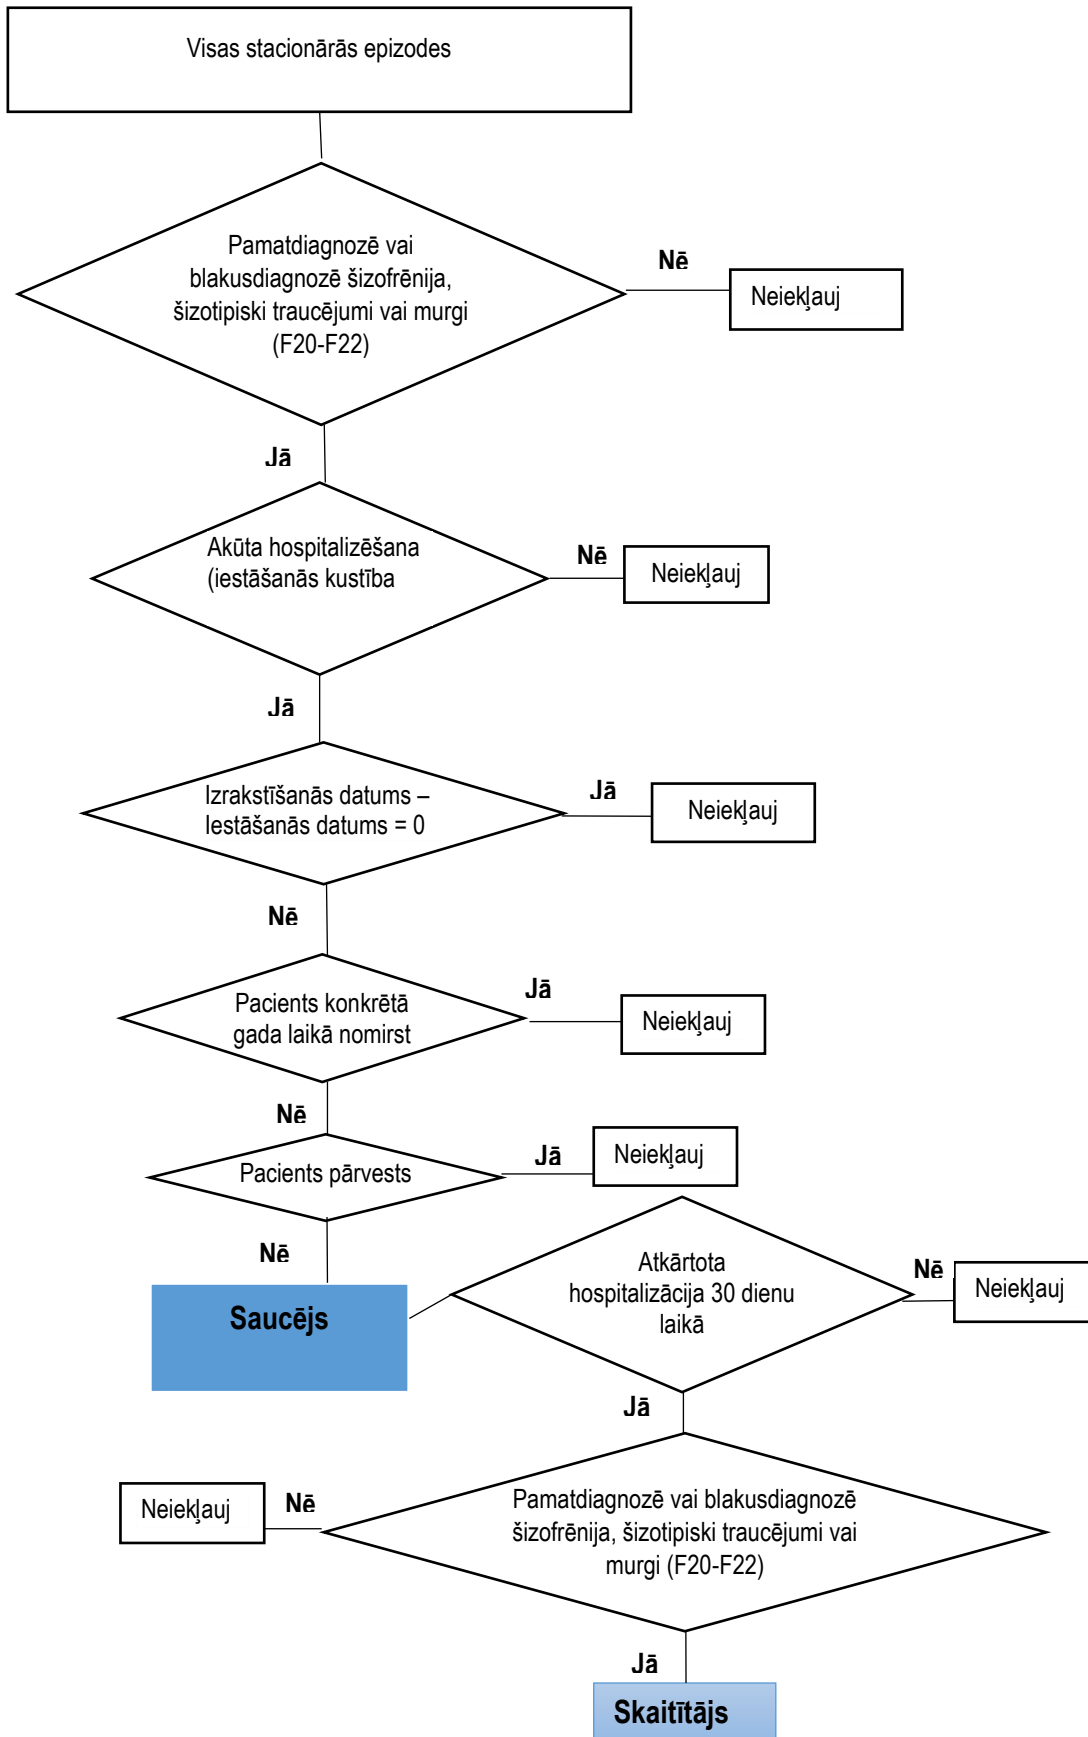 Visas stacionārās epizodes
Pamatdiagnozē vai
blakusdiagnozē šizofrēnija,
šizotipiski traucējumi vai murgi
(F20-F22)
Nē
Neiekļauj
Jā
Akūta hospitalizēšana
(iestāšanās kustība
Nē
Neiekļauj
Jā
Izrakstīšanās datums –
Iestāšanās datums = 0
Jā
Neiekļauj
Nē
Pacients konkrētā
gada laikā nomirst
Jā
Neiekļauj
Nē
Pacients pārvests
Jā
Neiekļauj
Nē
Saucējs
Atkārtota
hospitalizācija 30 dienu
laikā
Nē
Neiekļauj
Jā
Pamatdiagnozē vai blakusdiagnozē
šizofrēnija, šizotipiski traucējumi vai
murgi (F20-F22)
Nē
Neiekļauj
Jā
Skaitītājs